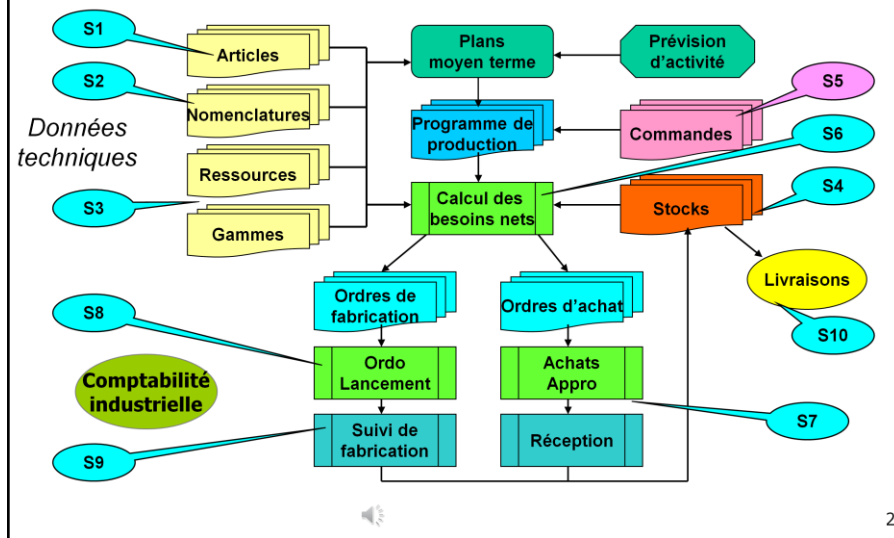 S1
Articles
Plans
moyen terme
Prévision
d'activité
S2
S5
Nomenclatures
Programme de
production
Commandes
S6
Données
techniques
Ressources
Calcul des
besoins nets
Stocks
S4
S3
Gammes
Livraisons
Ordres de
fabrication
Ordres d'achat
S8
S10
Ordo
Lancement
Achats
Appro
Comptabilité
industrielle
S7
Suivi de
fabrication
Réception
S9
2